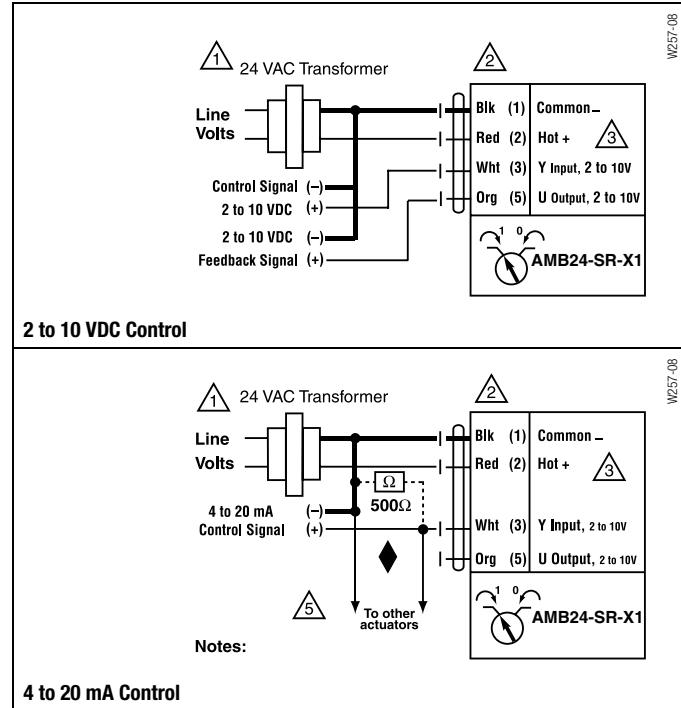 W257-08
1
24 VAC Transformer
2
Line
Volts
Blk (1) Common –
Red (2) Hot +
3
Wht (3) Y Input, 2 to 10V
Org (5) U Output, 2 to 10V
Control Signal (–)
2 to 10 VDC (+)
2 to 10 VDC (–)
Feedback Signal (+)
1 0
AMB24-SR-X1
2 to 10 VDC Control
W257-08
1
24 VAC Transformer
2
Line
Volts
Blk (1) Common –
Red (2) Hot +
3
Ω
500Ω
4 to 20 mA (–)
Control Signal (+)
Wht (3) Y Input, 2 to 10V
Org (5) U Output, 2 to 10V
5
To other
actuators
1 0
AMB24-SR-X1
Notes:
4 to 20 mA Control